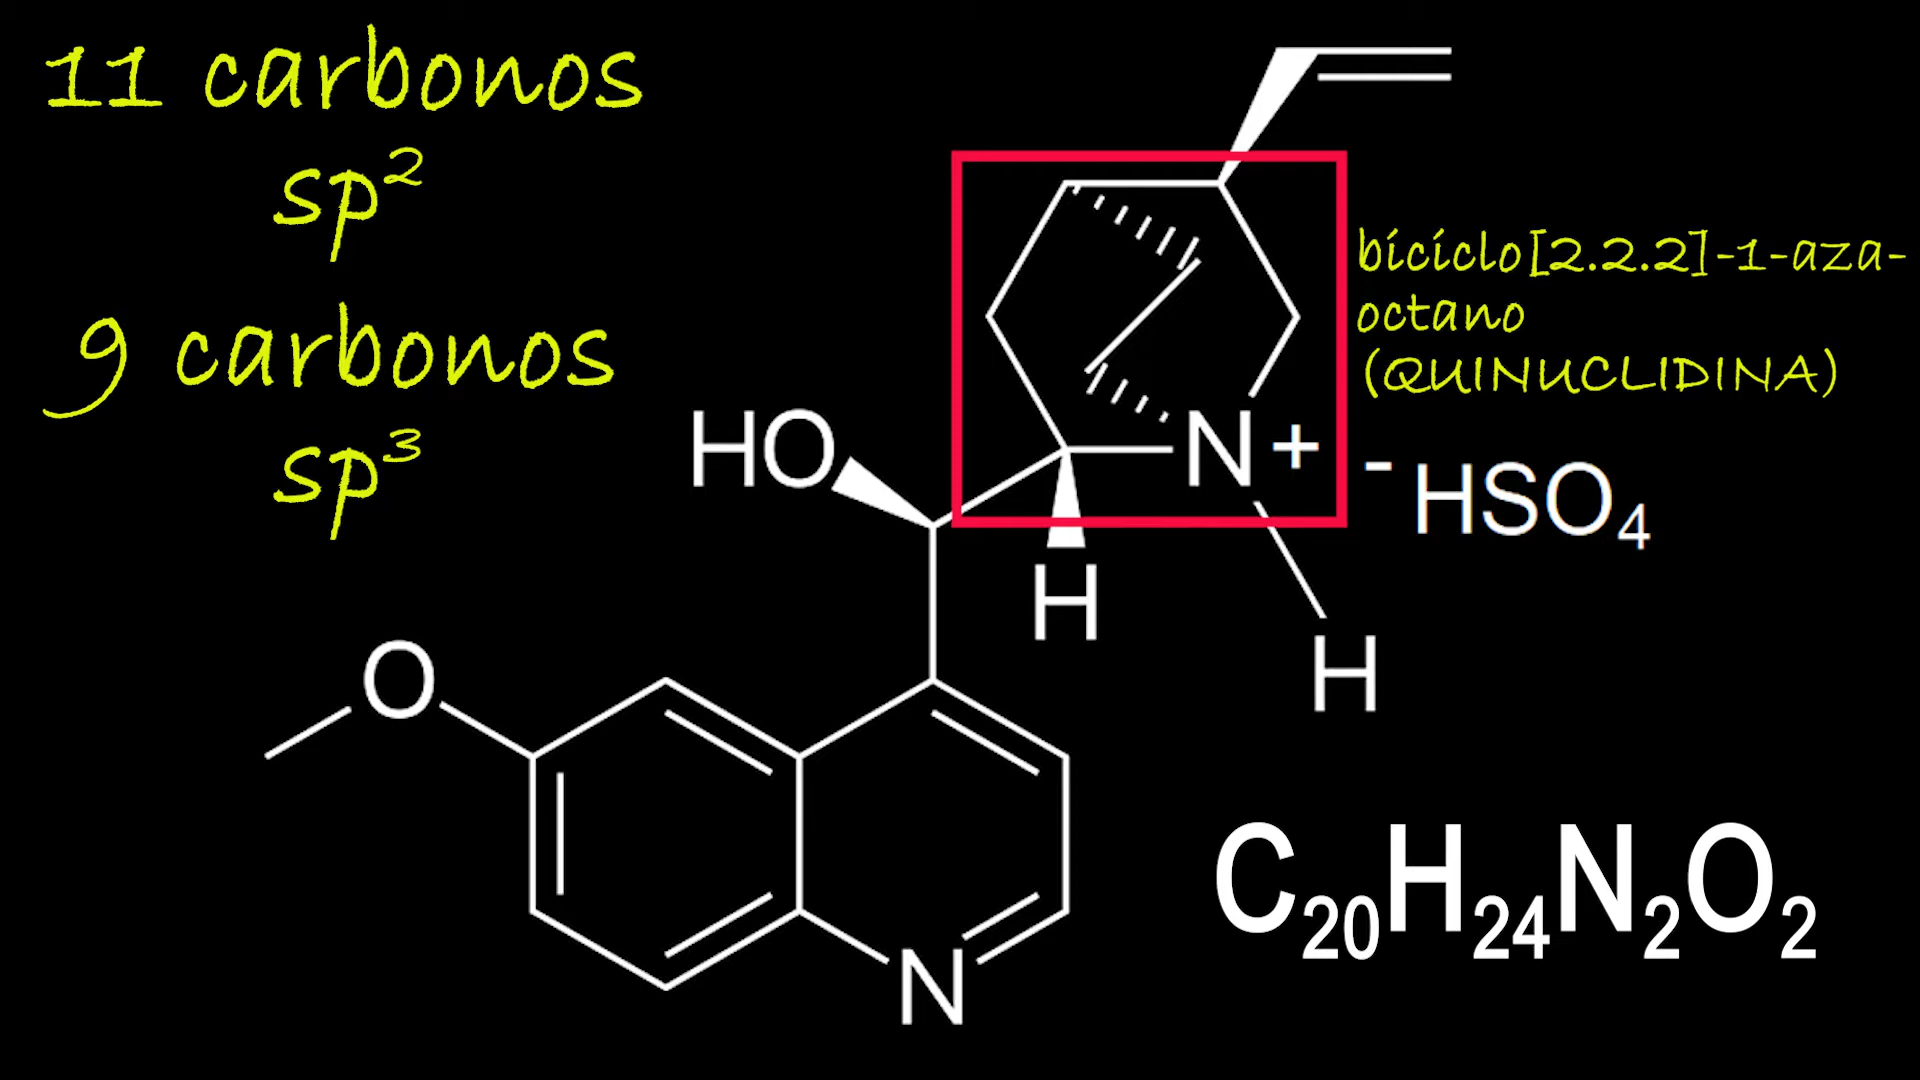 11 carbonos
sp²
9 carbonos
sp³
biciclo[2.2.2]-1-aza-
octano
(QUINUCLIDINA)
HO
N +
- HSO₄
H
H
O
N
C₂₀H₂₄N₂O₂